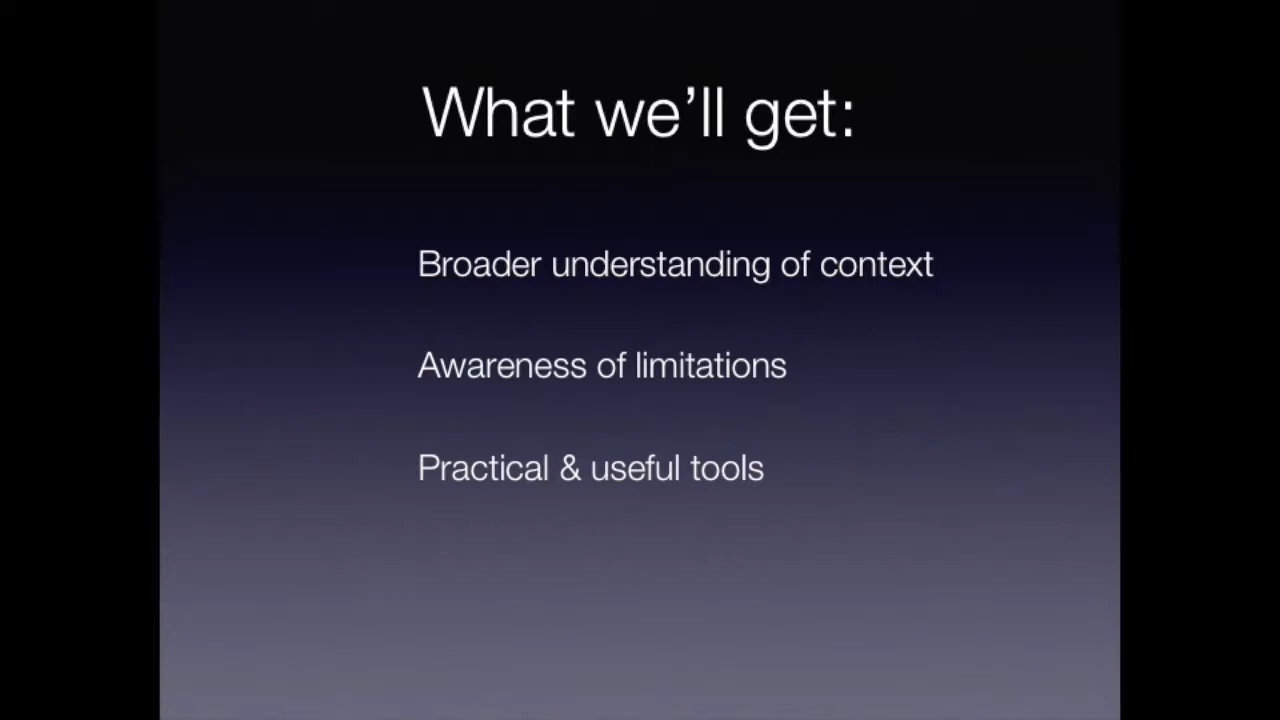 What we'll get:
Broader understanding of context
Awareness of limitations
Practical & useful tools